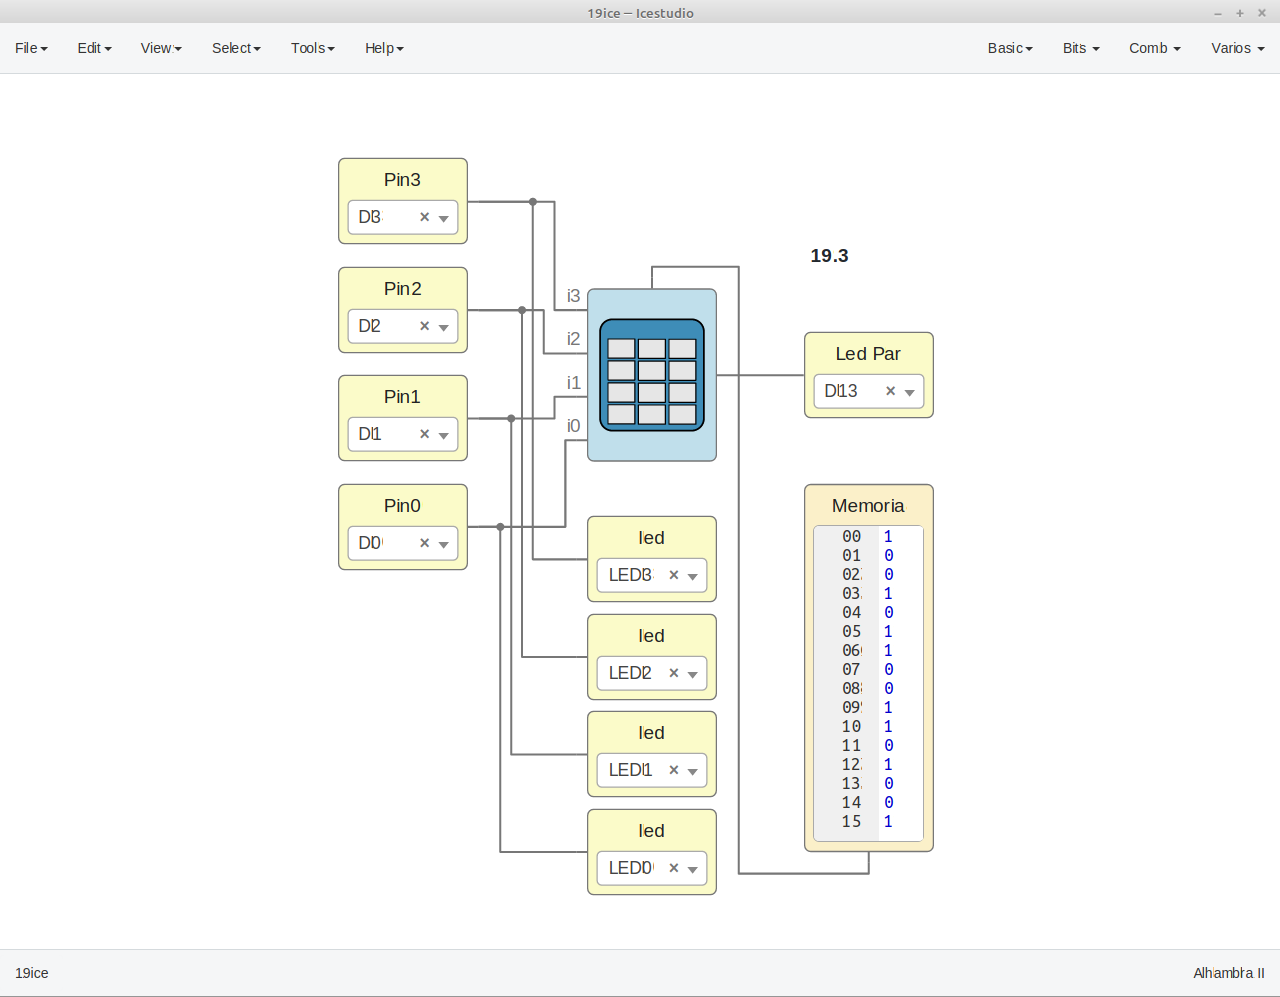 19ice – Icestudio
File Edit View Select Tools Help Basic Bits Comb Varios
Pin3
D3
Pin2
D2
Pin1
D1
Pin0
D0
i3
i2
i1
i0
19.3
Led Par
D13
led
LED3
led
LED2
led
LED1
led
LED0
Memoria
00 1
01 0
02 0
03 1
04 0
05 1
06 1
07 0
08 0
09 1
10 1
11 0
12 1
13 0
14 0
15 1
19ice
Alhambra II